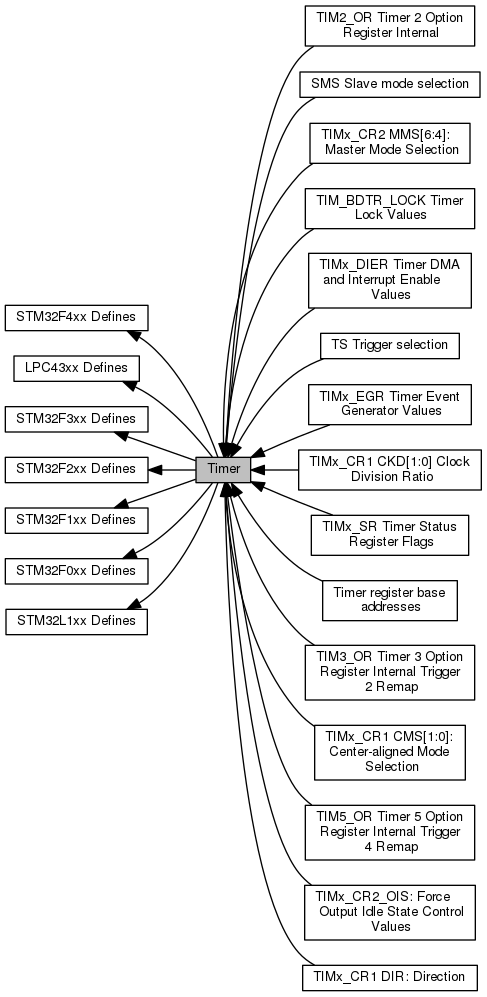 TIM2_OR Timer 2 Option
Register Internal
SMS Slave mode selection
TIMx_CR2 MMS[6:4]:
Master Mode Selection
TIM_BDTR_LOCK Timer
Lock Values
TIMx_DIER Timer DMA
and Interrupt Enable
Values
STM32F4xx Defines
TS Trigger selection
LPC43xx Defines
TIMx_EGR Timer Event
Generator Values
STM32F3xx Defines
Timer
STM32F2xx Defines
TIMx_CR1 CKD[1:0] Clock
Division Ratio
STM32F1xx Defines
TIMx_SR Timer Status
Register Flags
STM32F0xx Defines
Timer register base
addresses
STM32L1xx Defines
TIM3_OR Timer 3 Option
Register Internal Trigger
2 Remap
TIMx_CR1 CMS[1:0]:
Center-aligned Mode
Selection
TIM5_OR Timer 5 Option
Register Internal Trigger
4 Remap
TIMx_CR2_OIS: Force
Output Idle State Control
Values
TIMx_CR1 DIR: Direction